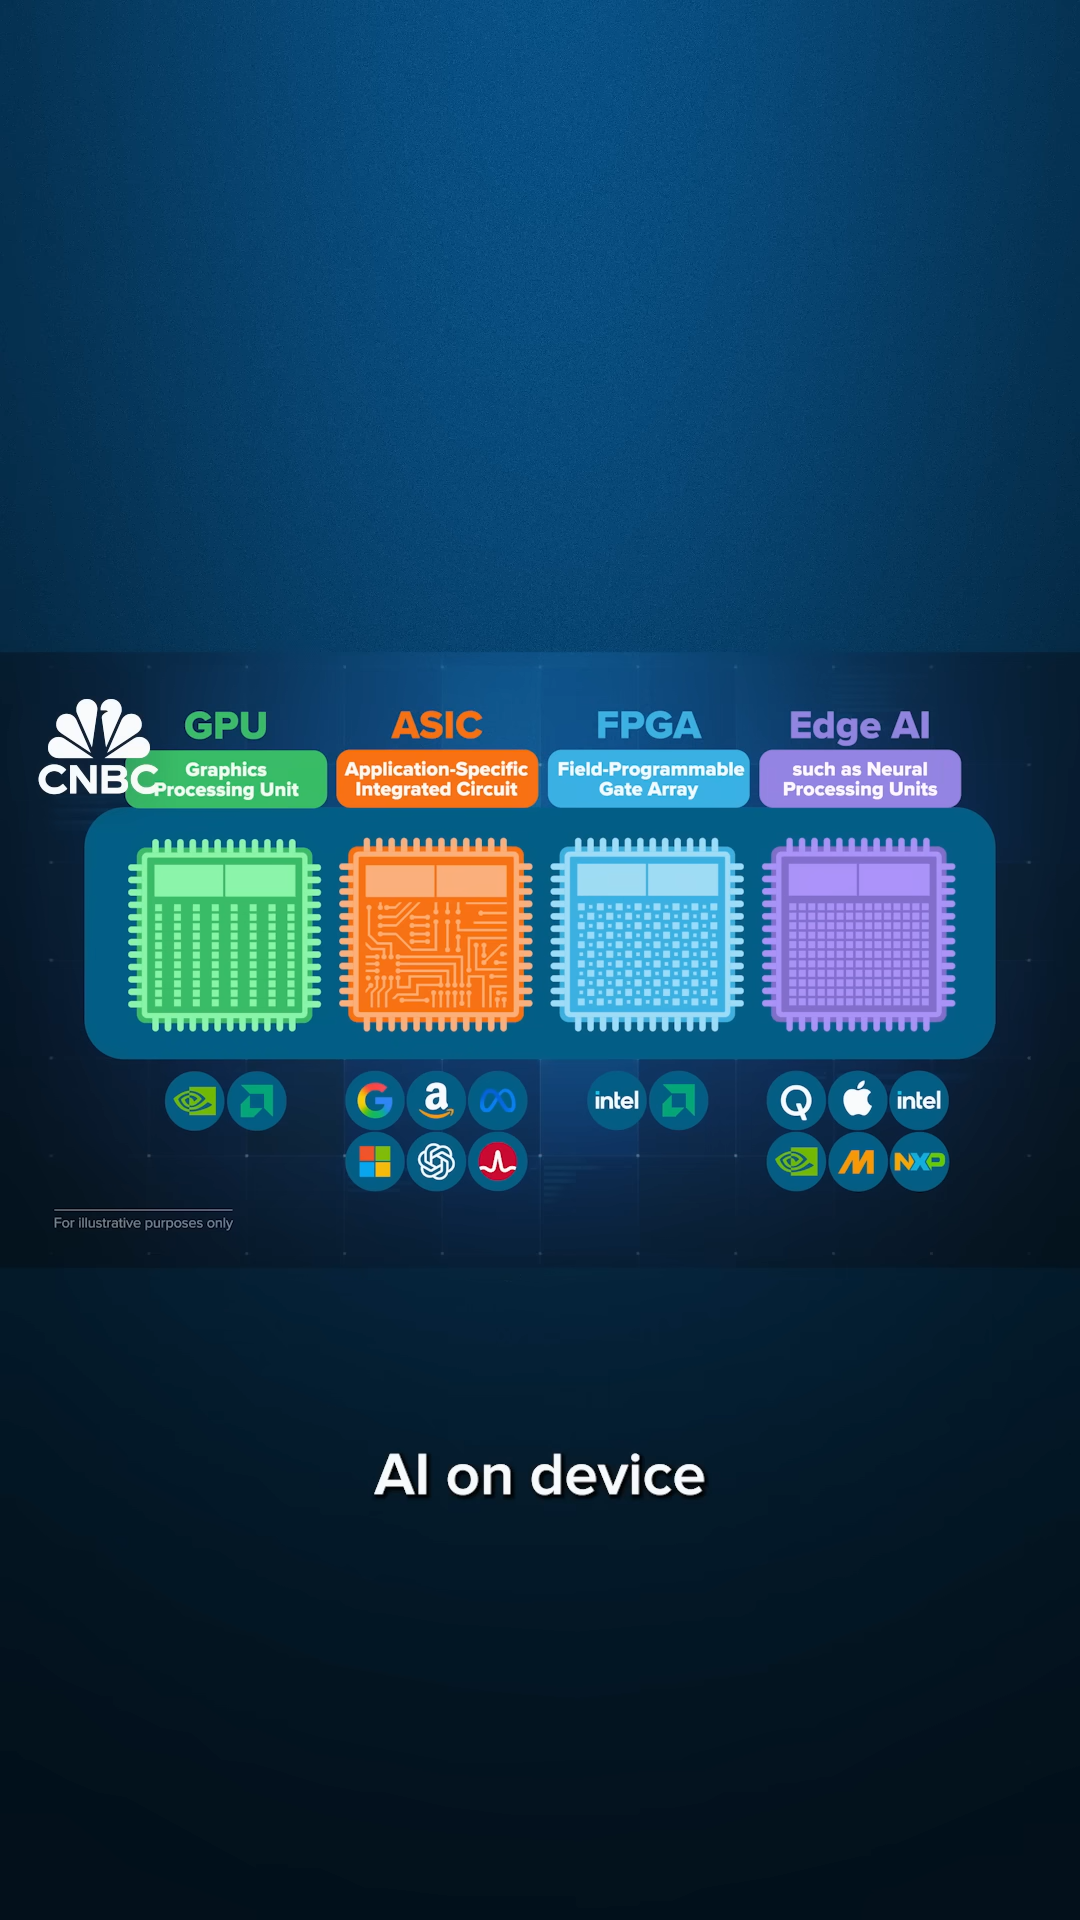 CNBC
GPU
Graphics
Processing Unit
ASIC
Application-Specific
Integrated Circuit
FPGA
Field-Programmable
Gate Array
Edge AI
such as Neural
Processing Units
a
intel
intel
NXP
For illustrative purposes only
AI on device